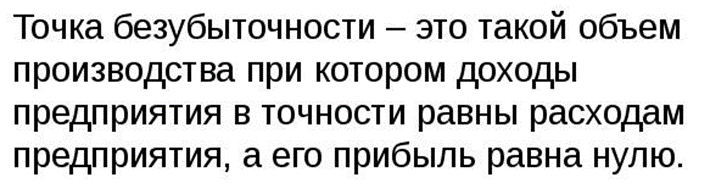 Точка безубыточности – это такой объем
производства при котором доходы
предприятия в точности равны расходам
предприятия, а его прибыль равна нулю.